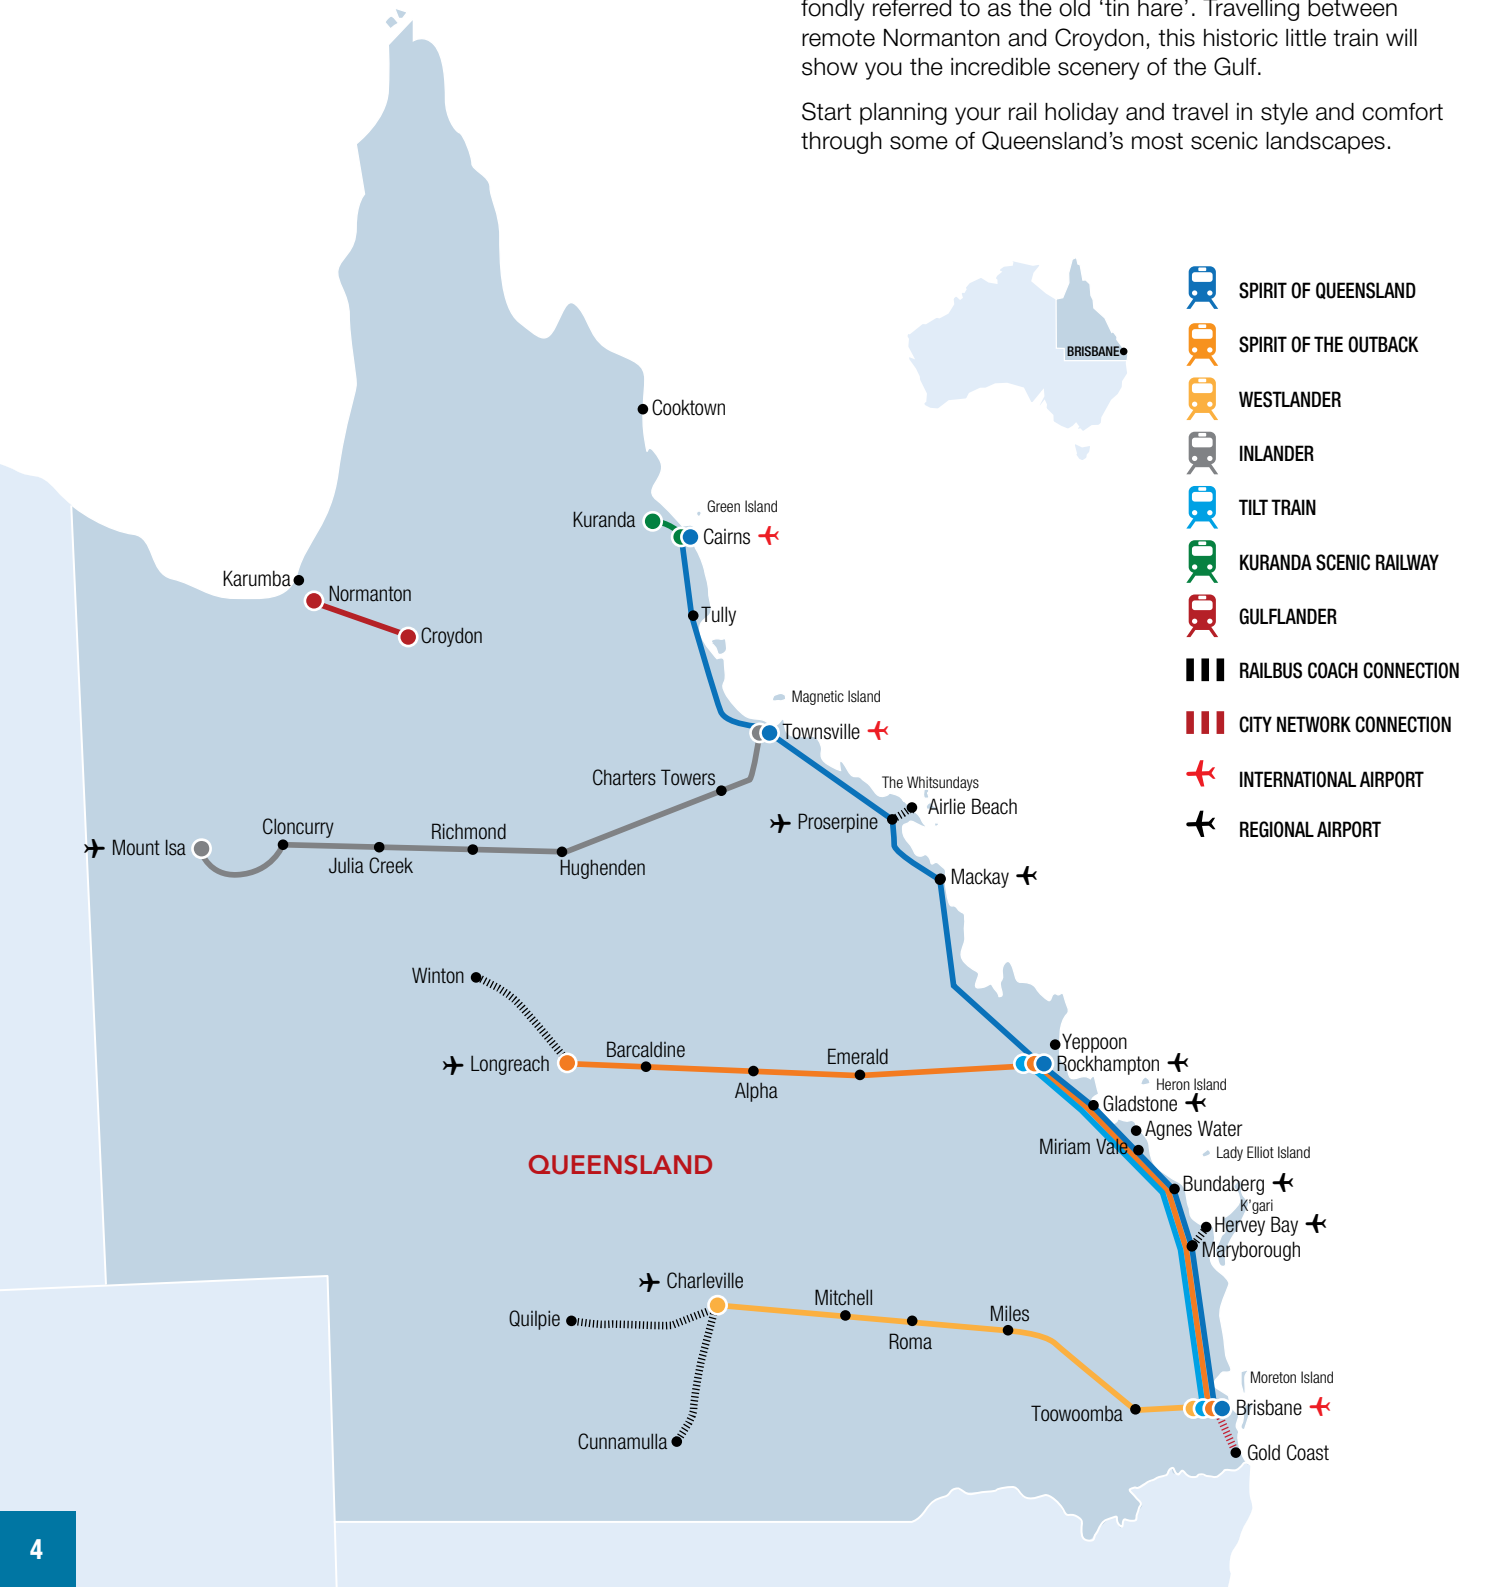 fondly referred to as the old ‘tin hare’. Travelling between
remote Normanton and Croydon, this historic little train will
show you the incredible scenery of the Gulf.
Start planning your rail holiday and travel in style and comfort
through some of Queensland’s most scenic landscapes.
BRISBANE
SPIRIT OF QUEENSLAND
SPIRIT OF THE OUTBACK
WESTLANDER
INLANDER
TILT TRAIN
KURANDA SCENIC RAILWAY
GULFLANDER
RAILBUS COACH CONNECTION
CITY NETWORK CONNECTION
INTERNATIONAL AIRPORT
REGIONAL AIRPORT
Cooktown
Green Island
Kuranda
Cairns
Karumba
Normanton
Tully
Croydon
Magnetic Island
Townsville
Charters Towers
The Whitsundays
Airlie Beach
Proserpine
Cloncurry
Richmond
Mount Isa
Julia Creek
Hughenden
Mackay
Winton
Yeppoon
Barcaldine
Emerald
Longreach
Rockhampton
Alpha
Heron Island
Gladstone
Agnes Water
Miriam Vale
Lady Elliot Island
QUEENSLAND
Bundaberg
K’gari
Hervey Bay
Maryborough
Charleville
Mitchell
Quilpie
Miles
Roma
Moreton Island
Toowoomba
Brisbane
Cunnamulla
Gold Coast
4